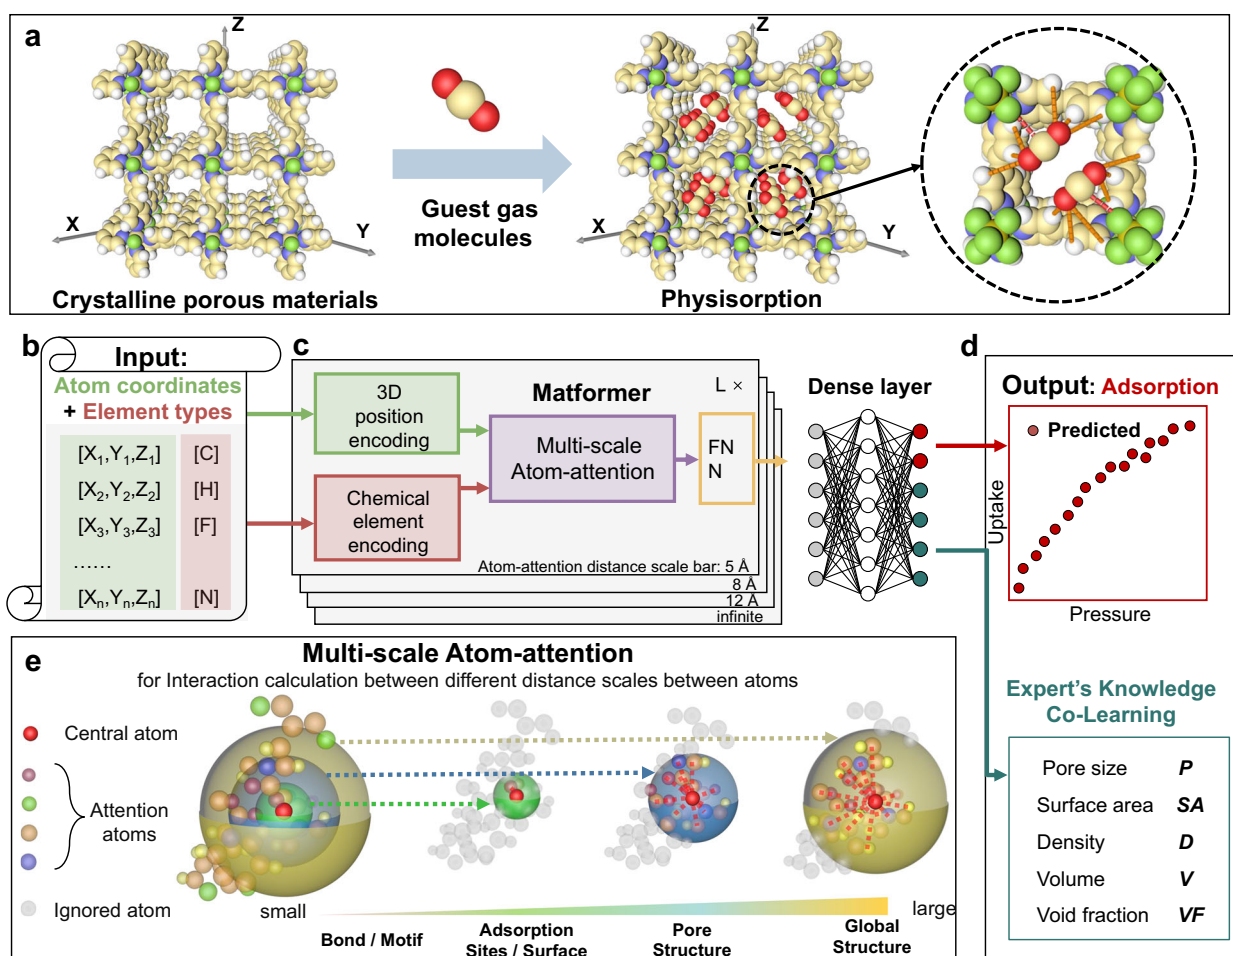 a
Z
X
Y
Crystalline porous materials
Guest gas
molecules
Z
X
Y
Physisorption
b
Input:
Atom coordinates
+ Element types
[X1,Y1,Z1] [C]
[X2,Y2,Z2] [H]
[X3,Y3,Z3] [F]
......
[Xn,Yn,Zn] [N]
c
3D
position
encoding
Chemical
element
encoding
Matformer
L ×
Multi-scale
Atom-attention
FN
N
Atom-attention distance scale bar: 5 Å
8 Å
12 Å
infinite
Dense layer
d
Output: Adsorption
Predicted
Uptake
Pressure
Expert's Knowledge
Co-Learning
Pore size P
Surface area SA
Density D
Volume V
Void fraction VF
e
Multi-scale Atom-attention
for Interaction calculation between different distance scales between atoms
Central atom
Attention
atoms
Ignored atom
small
large
Bond / Motif
Adsorption
Sites / Surface
Pore
Structure
Global
Structure